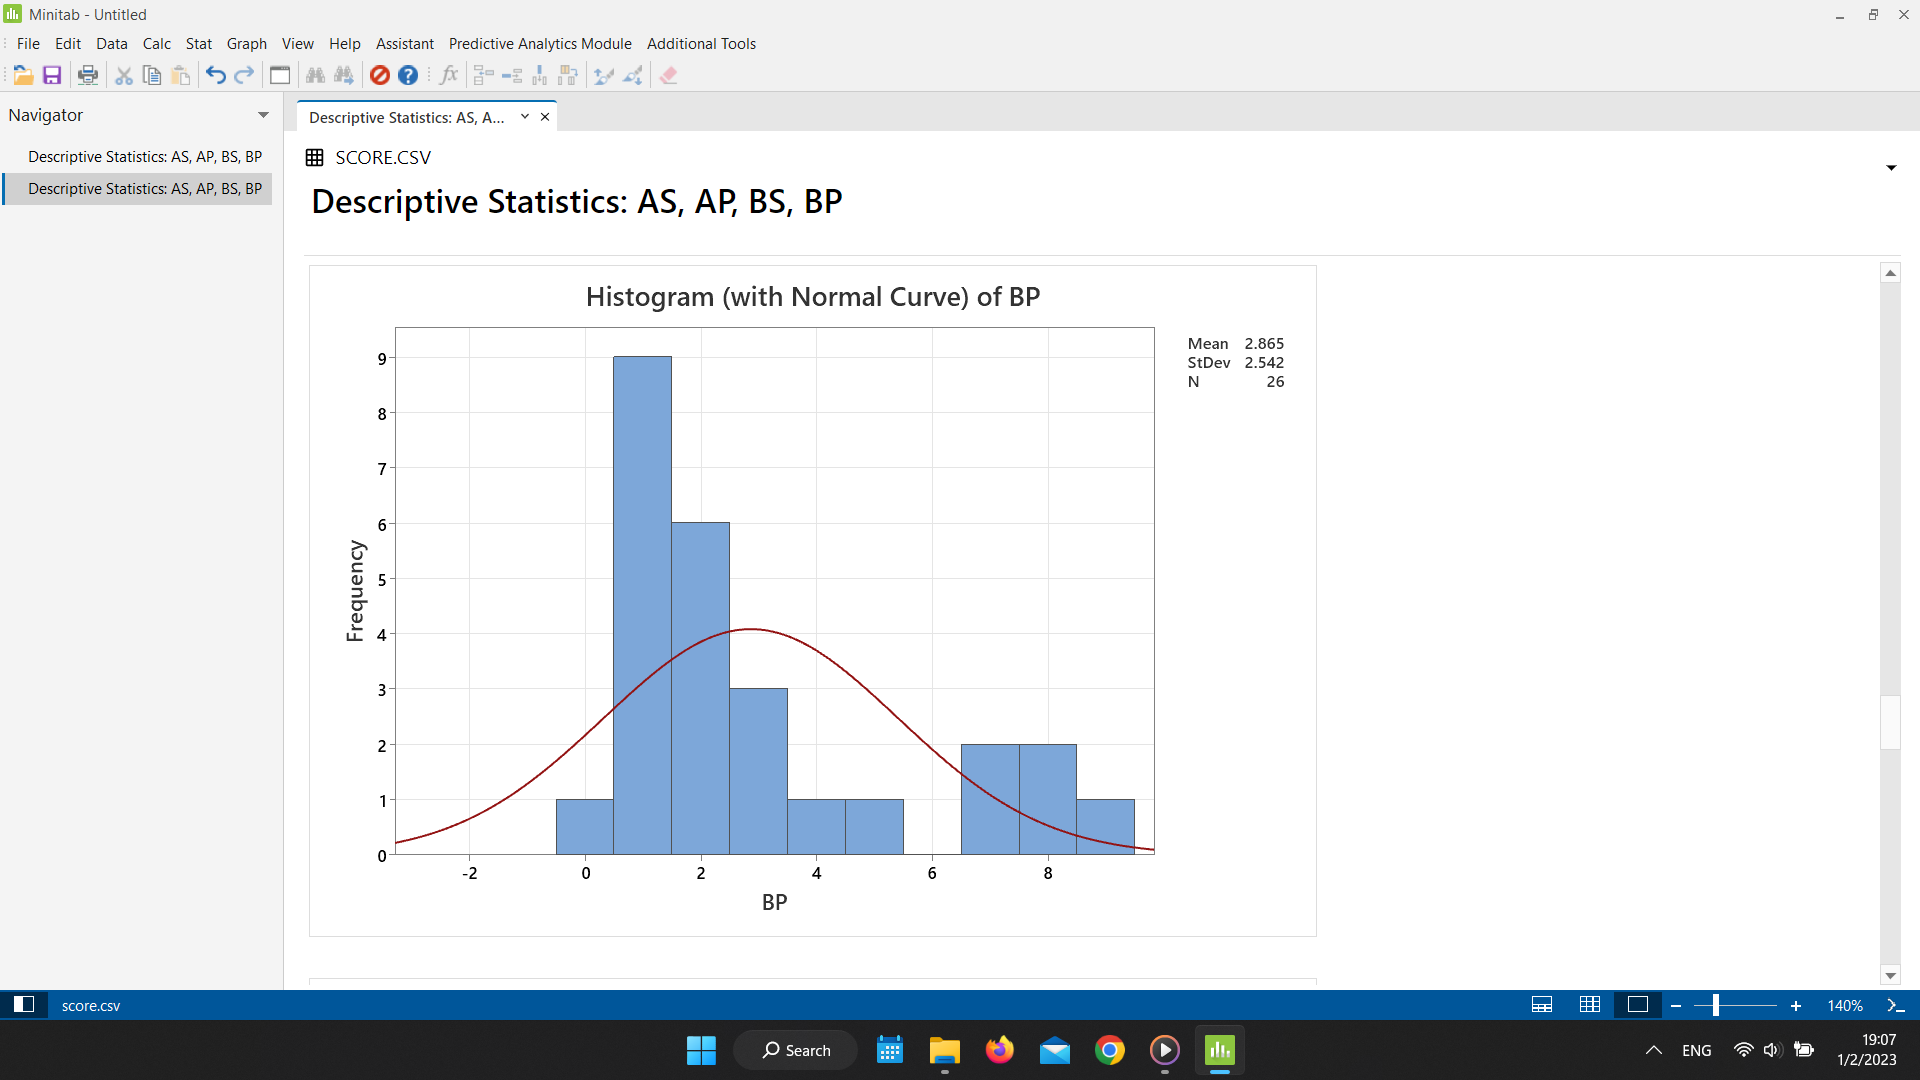 Minitab - Untitled
File Edit Data Calc Stat Graph View Help Assistant Predictive Analytics Module Additional Tools
Navigator
Descriptive Statistics: AS, AP, BS, BP
Descriptive Statistics: AS, AP, BS, BP
Descriptive Statistics: AS, A...
SCORE.CSV
Descriptive Statistics: AS, AP, BS, BP
Histogram (with Normal Curve) of BP
Mean 2.865
StDev 2.542
N 26
9
8
7
6
5
4
3
2
1
0
Frequency
-2 0 2 4 6 8
BP
score.csv
140%
Search
ENG
19:07
1/2/2023